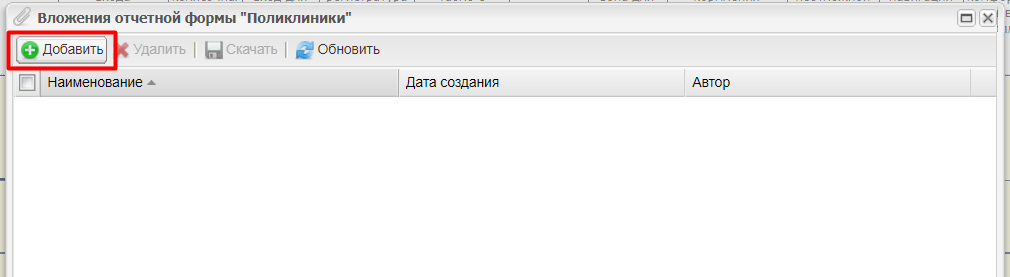 Вложения отчетной формы "Поликлиники"
Добавить Удалить Скачать Обновить
Наименование Дата создания Автор